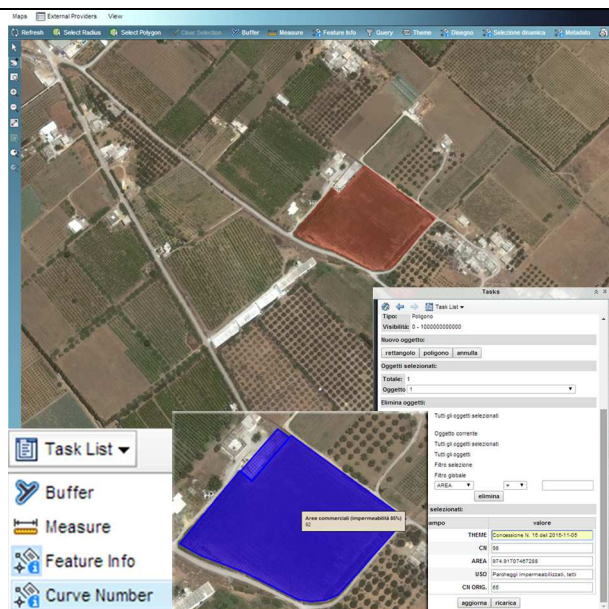 Maps External Providers View
Refresh Select Radius Select Polygon Clear Selection Buffer Measure Feature Info Query Theme Disegno Selezione dinamica Metadato
Tasks
Task List
Tipo: Poligono
Visibilità: 0 - 1000000000000
Nuovo oggetto:
rettangolo poligono annulla
Oggetti selezionati:
Totale: 1
Oggetto 1
Elimina oggetti:
Tutti gli oggetti selezionati
Oggetto corrente
Tutti gli oggetti selezionati
Tutti gli oggetti
Filtro selezione
Filtro globale
AREA =
elimina
selezionati:
ampo valore
THEME Concessione N. 15 del 2015-11-05
CN 98
AREA 974.91707467288
USO Parcheggi impermeabilizzati, tetti
CN ORIG. 65
aggiorna ricarica
Task List
Buffer
Measure
Feature Info
Curve Number
Aree commerciali (impermeabilità 85%)
92